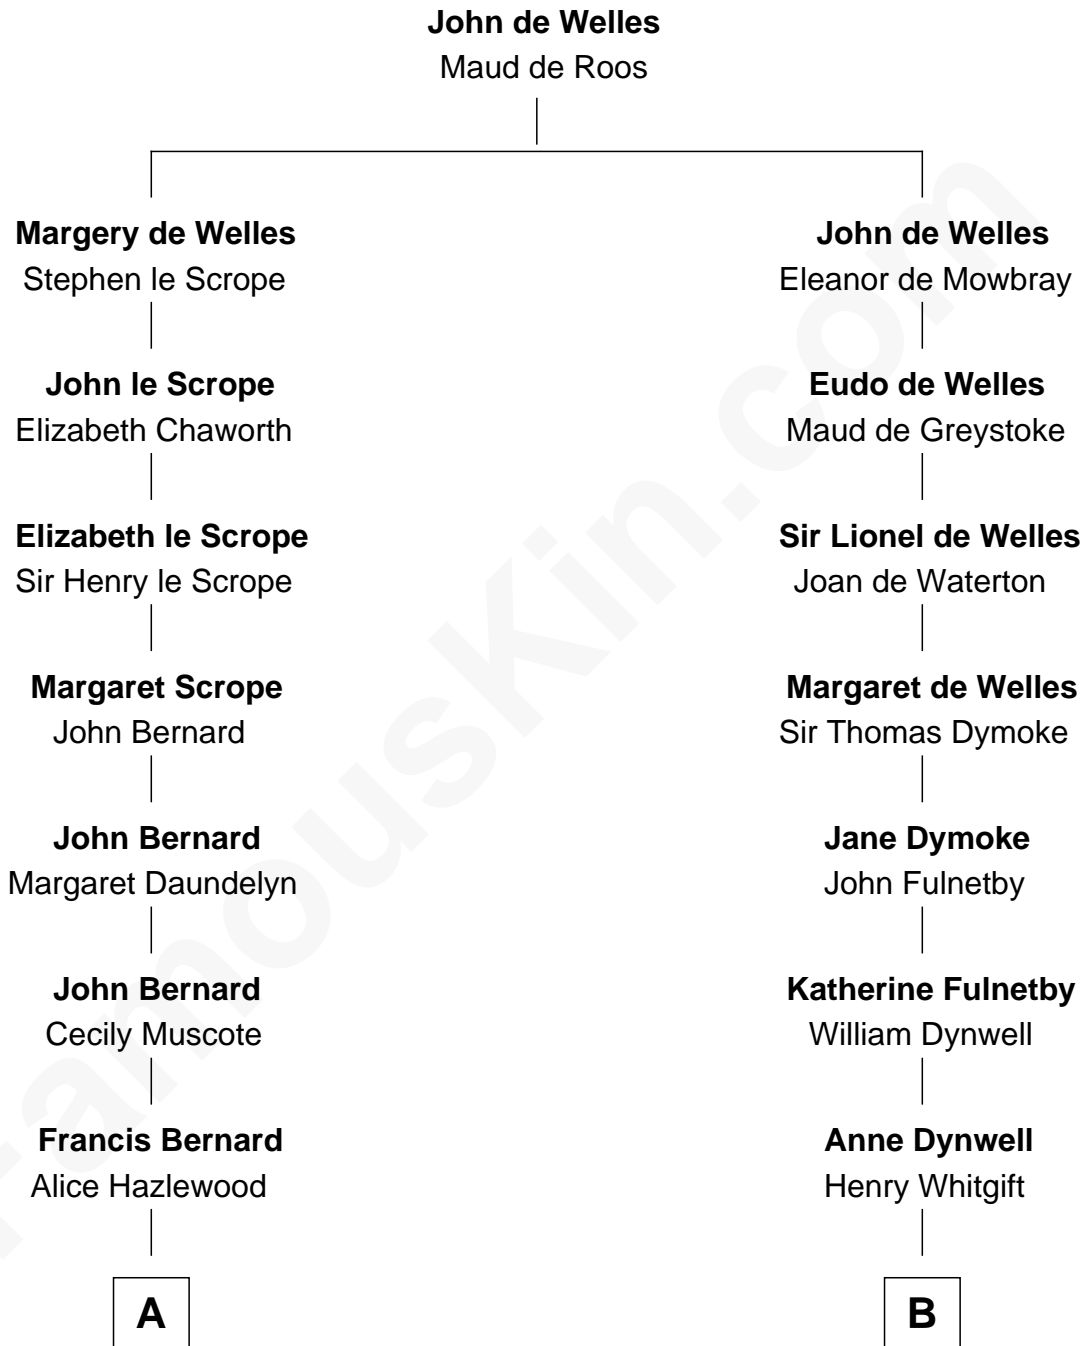 John de Welles
Maud de Roos
Margery de Welles
Stephen le Scrope
John de Welles
Eleanor de Mowbray
John le Scrope
Elizabeth Chaworth
Eudo de Welles
Maud de Greystoke
Elizabeth le Scrope
Sir Henry le Scrope
Sir Lionel de Welles
Joan de Waterton
Margaret Scrope
John Bernard
Margaret de Welles
Sir Thomas Dymoke
John Bernard
Margaret Daundelyn
Jane Dymoke
John Fulnetby
John Bernard
Cecily Muscote
Katherine Fulnetby
William Dynwell
Francis Bernard
Alice Hazlewood
Anne Dynwell
Henry Whitgift
A
B
FamousKin.com